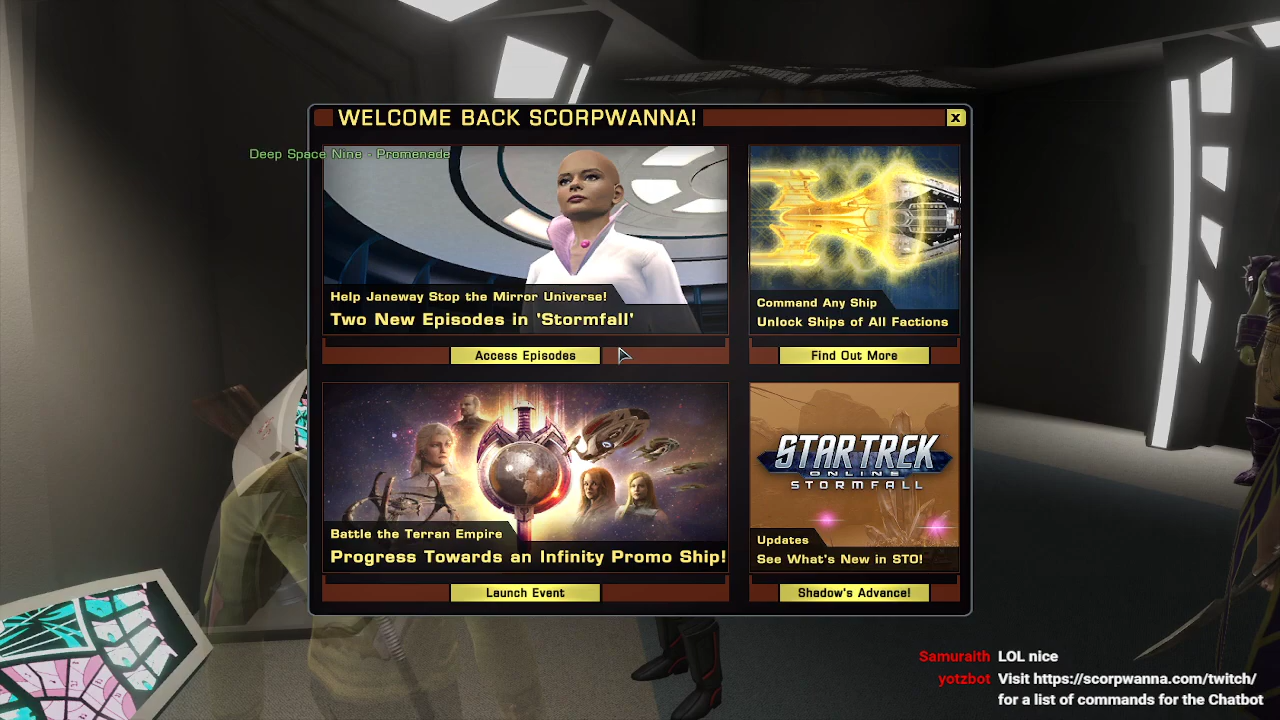 WELCOME BACK SCORPWANNA!
x
Deep Space Nine - Promenade
Help Janeway Stop the Mirror Universe!
Two New Episodes in 'Stormfall'
Access Episodes
Command Any Ship
Unlock Ships of All Factions
Find Out More
Battle the Terran Empire
Progress Towards an Infinity Promo Ship!
Launch Event
STAR TREK
ONLINE
STORMFALL
Updates
See What's New in STO!
Shadow's Advance!
Samuraith LOL nice
yotzbot Visit https://scorpwanna.com/twitch/
for a list of commands for the Chatbot